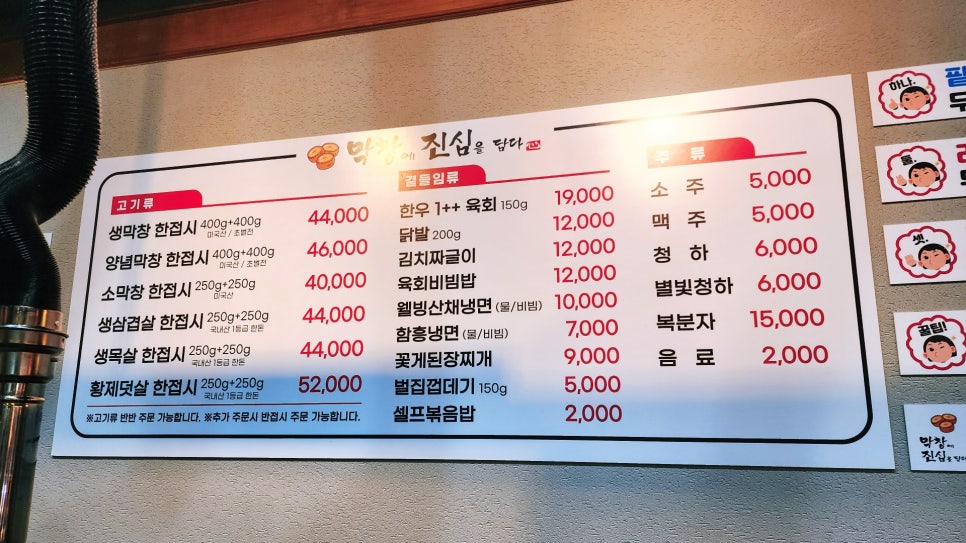 막창에 진심을 담다
고기류
생막창 한접시 400g+400g 44,000
미국산 / 초벌전
양념막창 한접시 400g+400g 46,000
미국산 / 초벌전
소막창 한접시 250g+250g 40,000
미국산
생삼겹살 한접시 250g+250g 44,000
국내산 1등급 한돈
생목살 한접시 250g+250g 44,000
국내산 1등급 한돈
황제덧살 한접시 250g+250g 52,000
국내산 1등급 한돈
※고기류 반반 주문 가능합니다. ※추가 주문시 반접시 주문 가능합니다.
곁들임류
한우 1++ 육회 150g 19,000
닭발 200g 12,000
김치짜글이 12,000
육회비빔밥 12,000
웰빙산채냉면 (물/비빔) 10,000
함흥냉면 (물/비빔) 7,000
꽃게된장찌개 9,000
벌집껍데기 150g 5,000
셀프볶음밥 2,000
주 류
소 주 5,000
맥 주 5,000
청 하 6,000
별빛청하 6,000
복분자 15,000
음 료 2,000
하나.
둘.
셋.
꿀팁!
막창에
진심을 담다